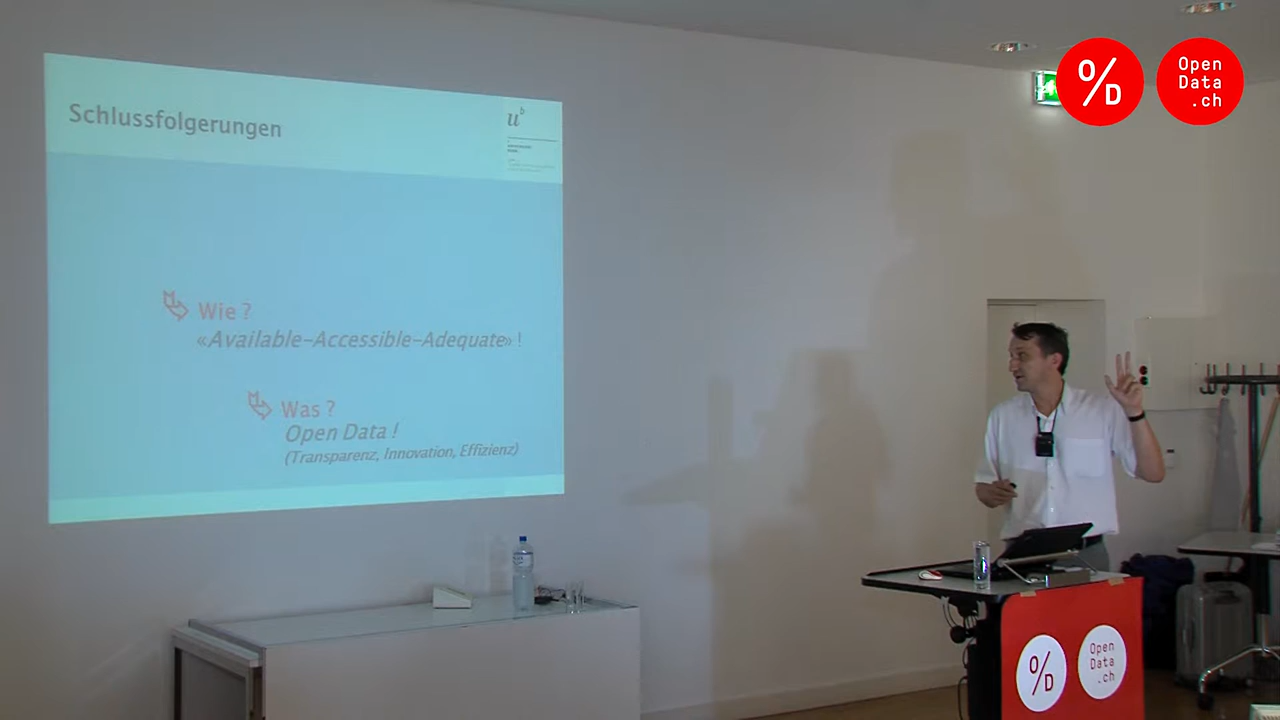 Schlussfolgerungen
u
b
Wie ?
«Available–Accessible–Adequate» !
Was ?
Open Data !
(Transparenz, Innovation, Effizienz)
%D
Open
Data
.ch
%D
Open
Data
.ch